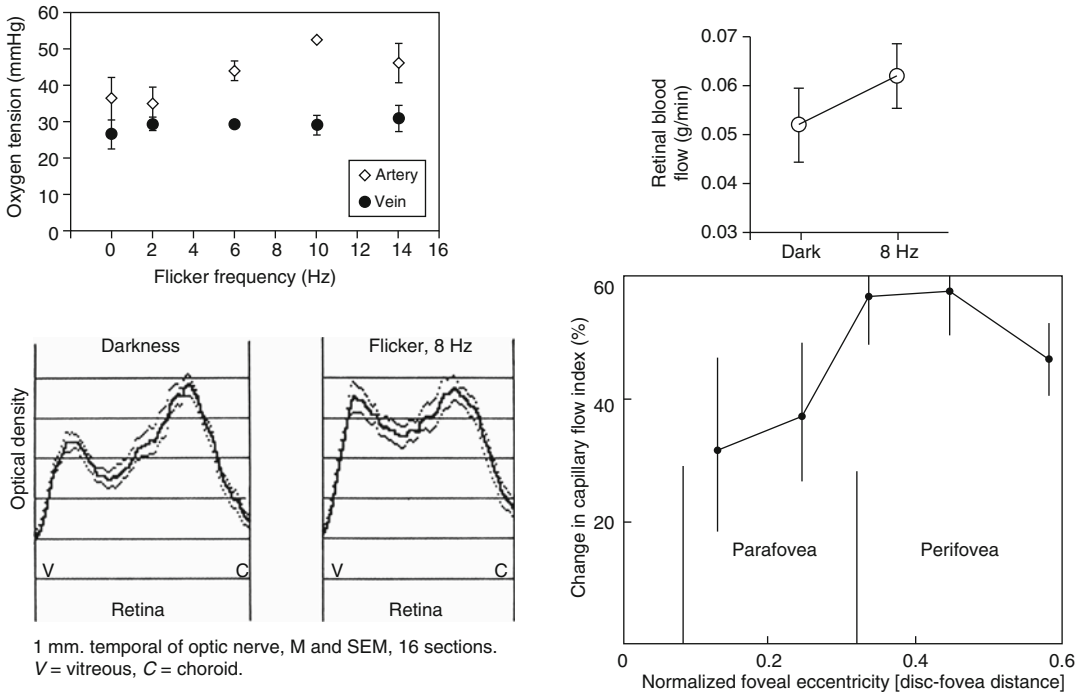 60
50
40
30
20
10
0
Oxygen tension (mmHg)
Artery
Vein
0 2 4 6 8 10 12 14 16
Flicker frequency (Hz)
0.07
0.06
0.05
0.04
0.03
Retinal blood
flow (g/min)
Dark 8 Hz
Darkness
Flicker, 8 Hz
Optical density
V C
V C
Retina
Retina
1 mm. temporal of optic nerve, M and SEM, 16 sections.
V = vitreous, C = choroid.
60
40
20
Change in capillary flow index (%)
Parafovea
Perifovea
0 0.2 0.4 0.6
Normalized foveal eccentricity [disc-fovea distance]